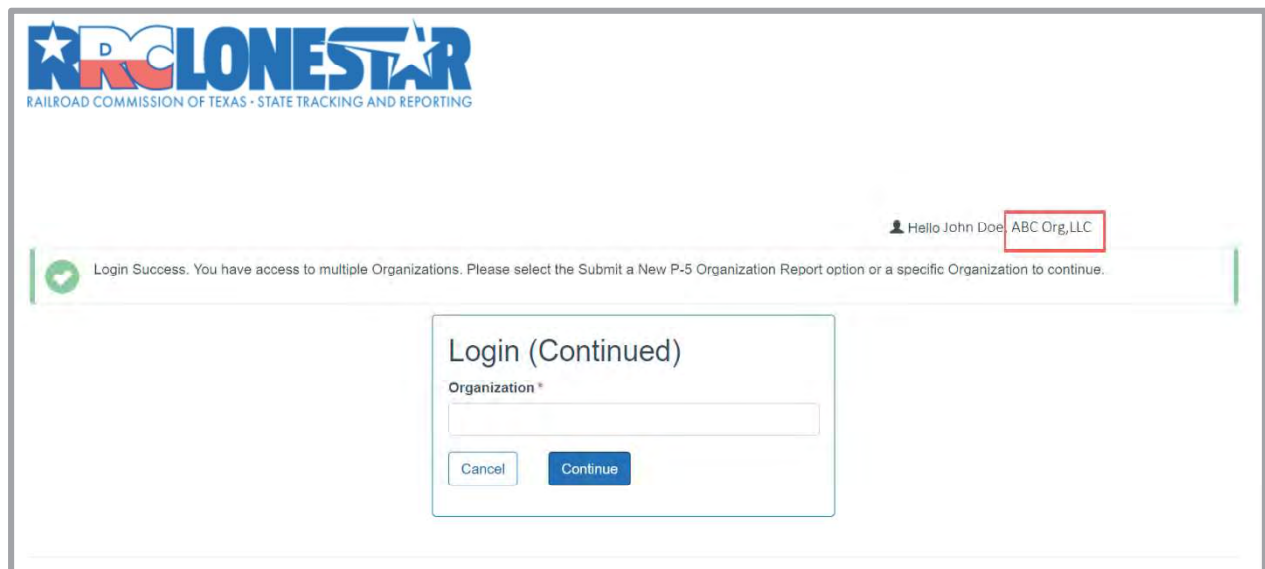 RRC LONESTAR
RAILROAD COMMISSION OF TEXAS • STATE TRACKING AND REPORTING
Hello John Doe, ABC Org,LLC
Login Success. You have access to multiple Organizations. Please select the Submit a New P-5 Organization Report option or a specific Organization to continue.
Login (Continued)
Organization *
Cancel Continue